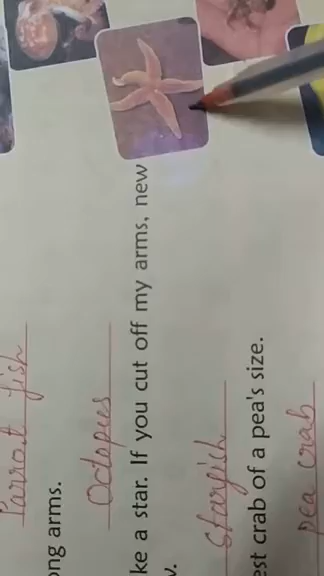 Parrot fish
ong arms.
Octopus
ke a star. If you cut off my arms, new
v.
Starfish
est crab of a pea's size.
pea crab